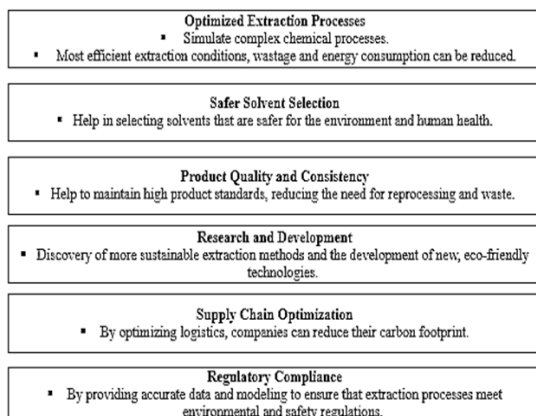 Optimized Extraction Processes
▪ Simulate complex chemical processes.
▪ Most efficient extraction conditions, wastage and energy consumption can be reduced.
Safer Solvent Selection
▪ Help in selecting solvents that are safer for the environment and human health.
Product Quality and Consistency
▪ Help to maintain high product standards, reducing the need for reprocessing and waste.
Research and Development
▪ Discovery of more sustainable extraction methods and the development of new, eco-friendly
technologies.
Supply Chain Optimization
▪ By optimizing logistics, companies can reduce their carbon footprint.
Regulatory Compliance
▪ By providing accurate data and modeling to ensure that extraction processes meet
environmental and safety regulations.